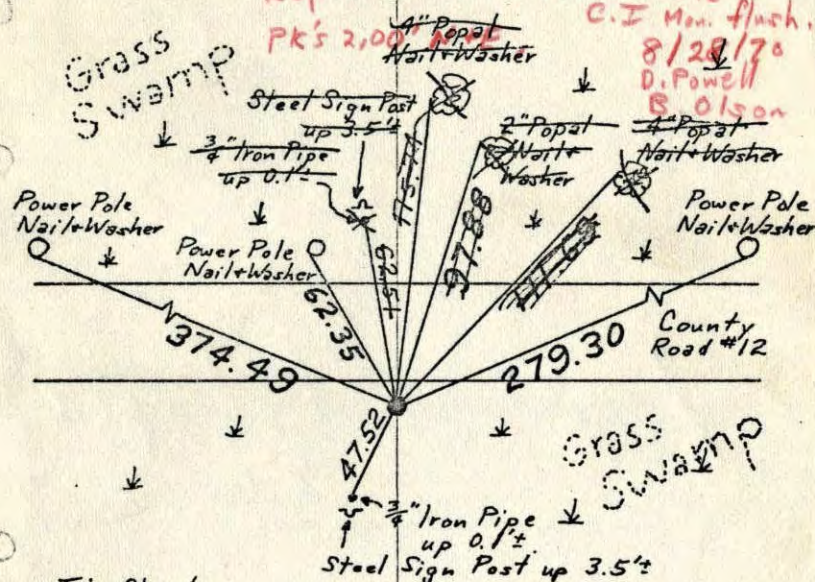 C.I Mon. flush.
PK's 2,00'
8/28/70
D. Powell
B. Olson
Grass
Swamp
4" Popal
Nail+Washer
Steel Sign Post
up 3.5'±
3/4" Iron Pipe
up 0.1'±
2" Popal
Nail+
Washer
4" Popal
Nail+Washer
Power Pole
Nail+Washer
Power Pole
Nail+Washer
Power Pole
Nail+Washer
374.49
62.35
62.51
115.71
97.88
279.30
County
Road #12
47.52
Grass
Swamp
3/4" Iron Pipe
up 0.1'±
Steel Sign Post up 3.5'±